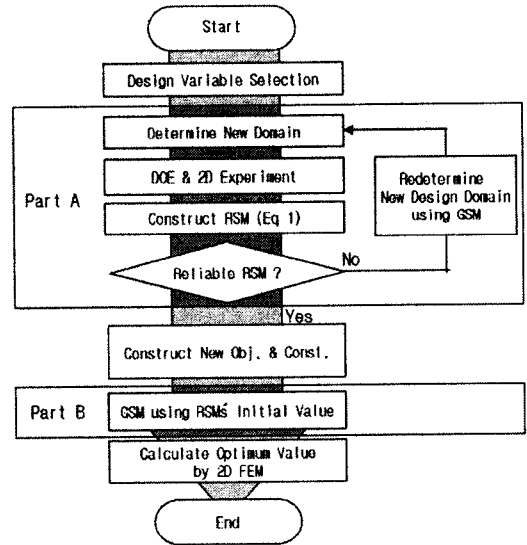 Start
Design Variable Selection
Determine New Domain
DOE & 2D Experiment
Part A
Construct RSM (Eq 1)
Redetermine
New Design Domain
using GSM
Reliable RSM ?
No
Yes
Construct New Obj. & Const.
Part B
GSM using RSMś Initial Value
Calculate Optimum Value
by 2D FEM
End